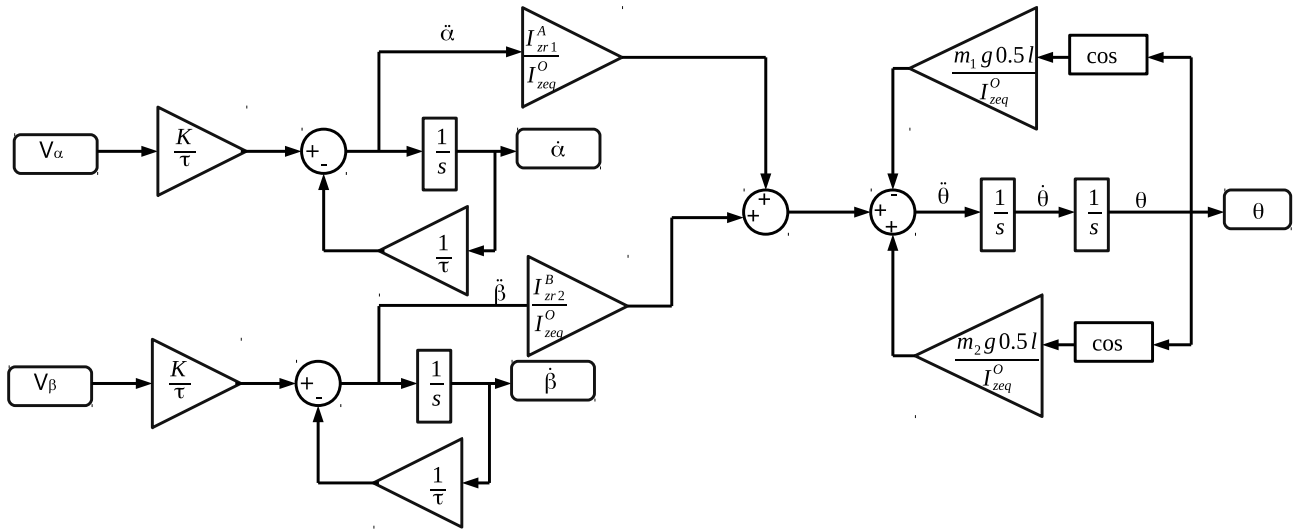 α̈
I^A_zr1
I^O_zeq
m₁ g 0.5 l
I^O_zeq
cos
Vα
K
τ
+
-
1
s
α̇
1
τ
+
+
-
+
+
θ̈
1
s
θ̇
1
s
θ
θ
β̈
I^B_zr2
I^O_zeq
m₂ g 0.5 l
I^O_zeq
cos
Vβ
K
τ
+
-
1
s
β̇
1
τ